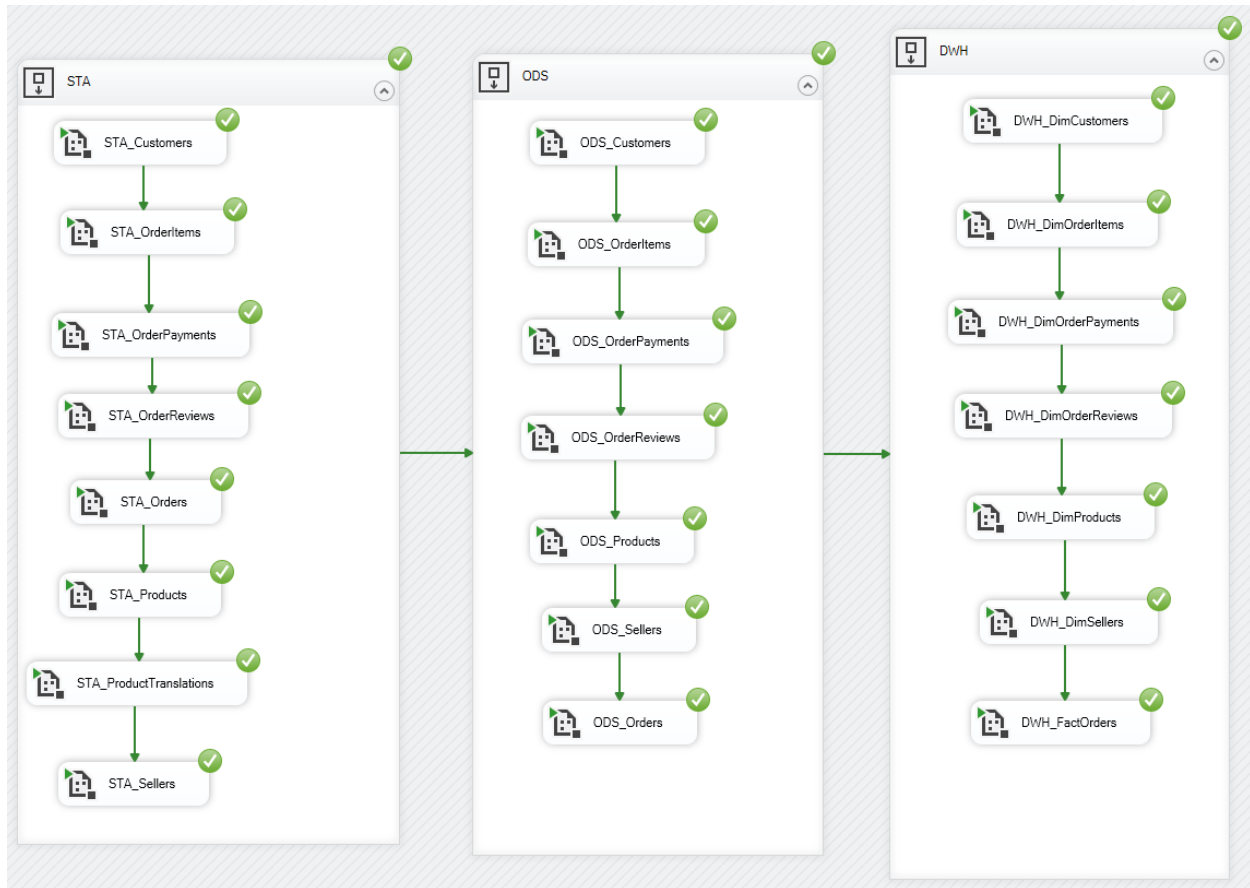 STA
STA_Customers
STA_OrderItems
STA_OrderPayments
STA_OrderReviews
STA_Orders
STA_Products
STA_ProductTranslations
STA_Sellers
ODS
ODS_Customers
ODS_OrderItems
ODS_OrderPayments
ODS_OrderReviews
ODS_Products
ODS_Sellers
ODS_Orders
DWH
DWH_DimCustomers
DWH_DimOrderItems
DWH_DimOrderPayments
DWH_DimOrderReviews
DWH_DimProducts
DWH_DimSellers
DWH_FactOrders